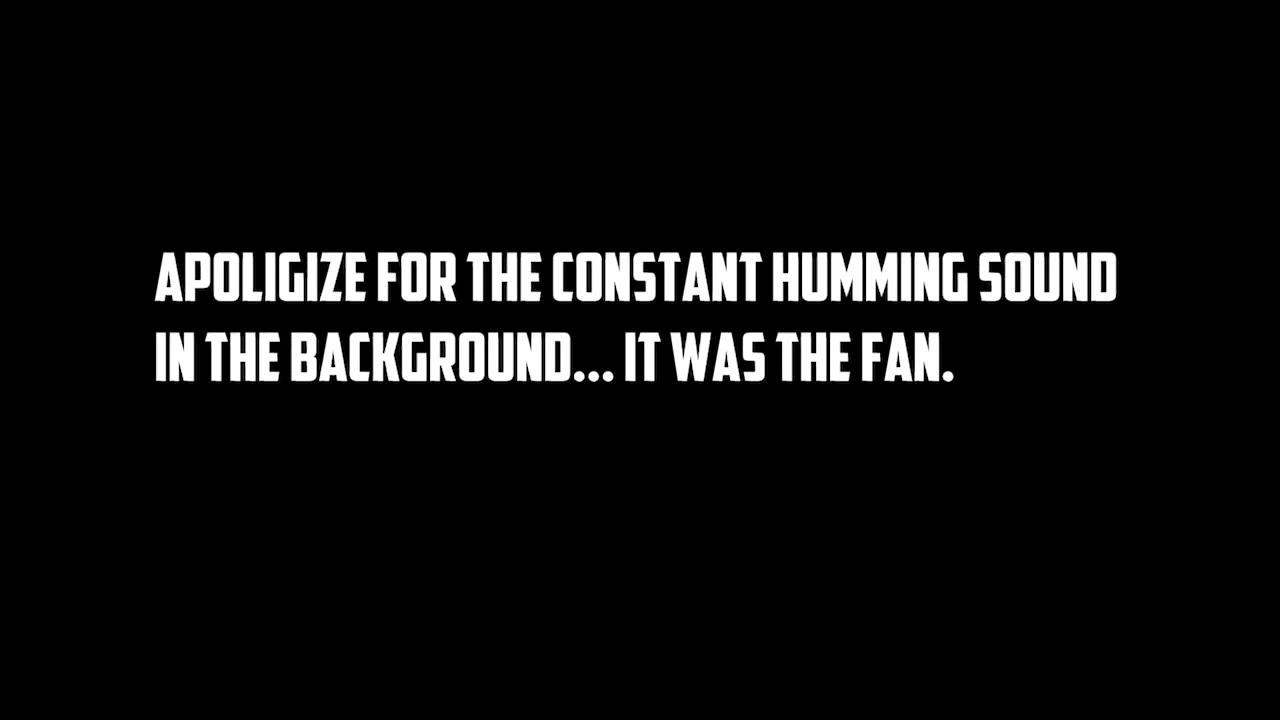 APOLIGIZE FOR THE CONSTANT HUMMING SOUND
IN THE BACKGROUND... IT WAS THE FAN.